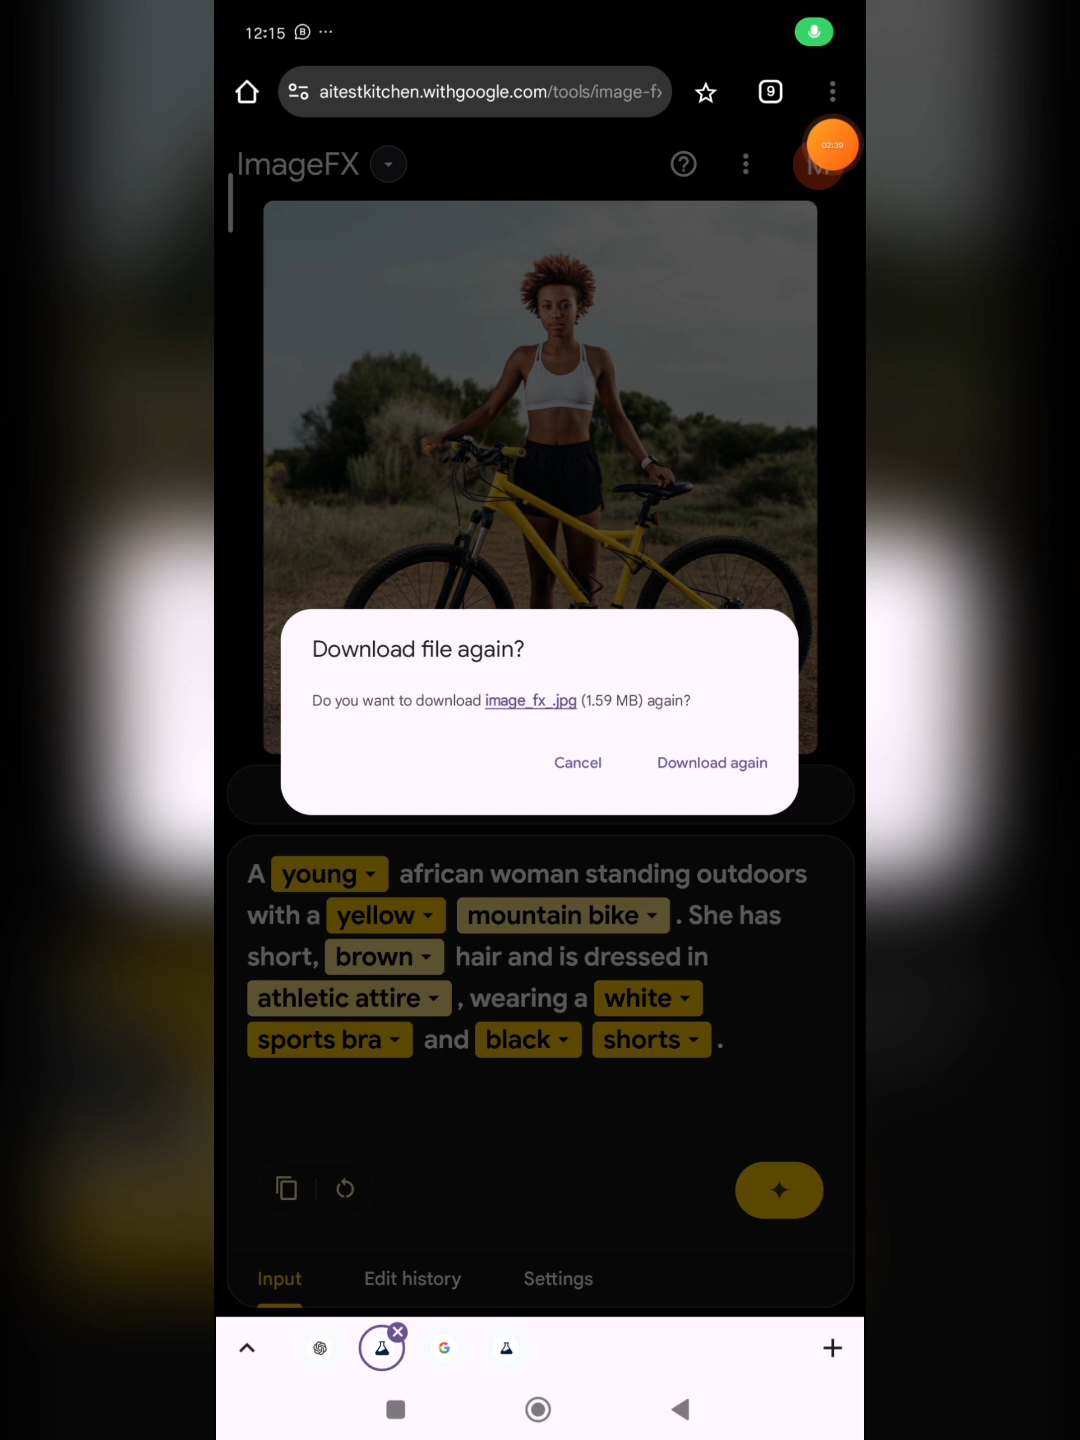 12:15
aitestkitchen.withgoogle.com/tools/image-f
9
02:39
ImageFX
M
Download file again?
Do you want to download image_fx_.jpg (1.59 MB) again?
Cancel Download again
A young african woman standing outdoors
with a yellow mountain bike . She has
short, brown hair and is dressed in
athletic attire , wearing a white
sports bra and black shorts .
Input Edit history Settings